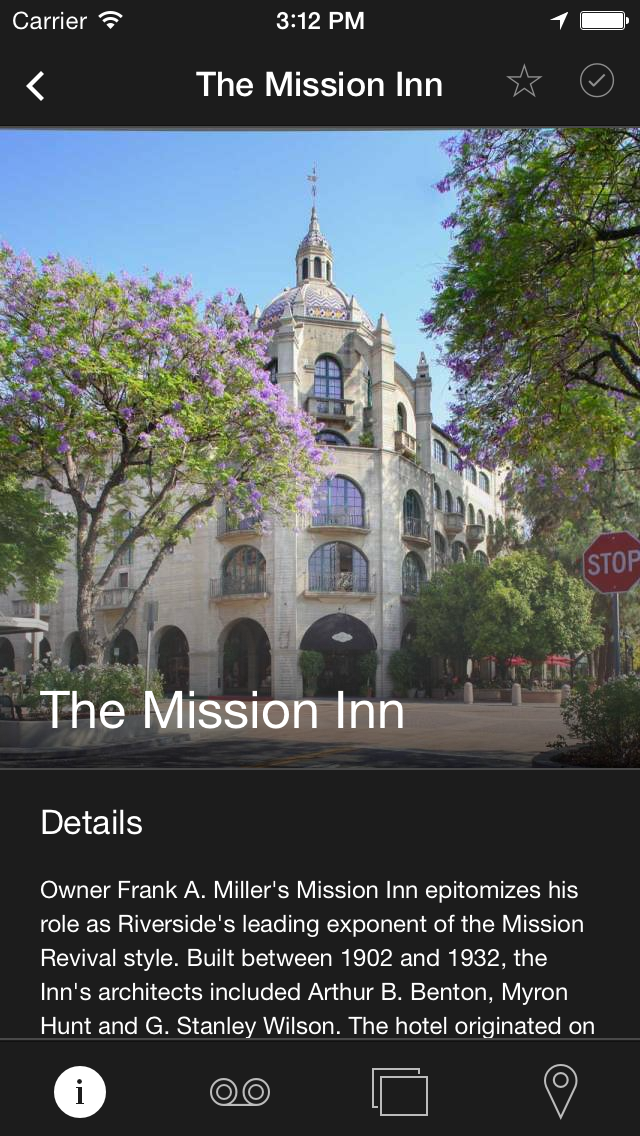 Carrier 3:12 PM
The Mission Inn
STOP
The Mission Inn
Details
Owner Frank A. Miller's Mission Inn epitomizes his
role as Riverside's leading exponent of the Mission
Revival style. Built between 1902 and 1932, the
Inn's architects included Arthur B. Benton, Myron
Hunt and G. Stanley Wilson. The hotel originated on
i